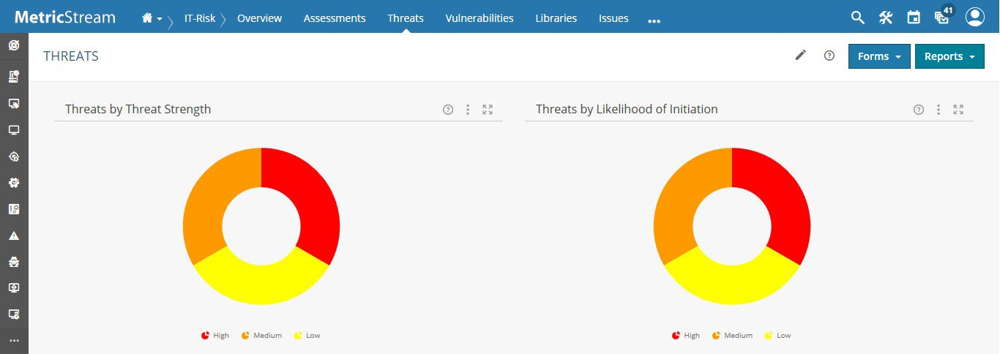 MetricStream IT-Risk Overview Assessments Threats Vulnerabilities Libraries Issues ... 41
THREATS Forms Reports
Threats by Threat Strength
High Medium Low
Threats by Likelihood of Initiation
High Medium Low